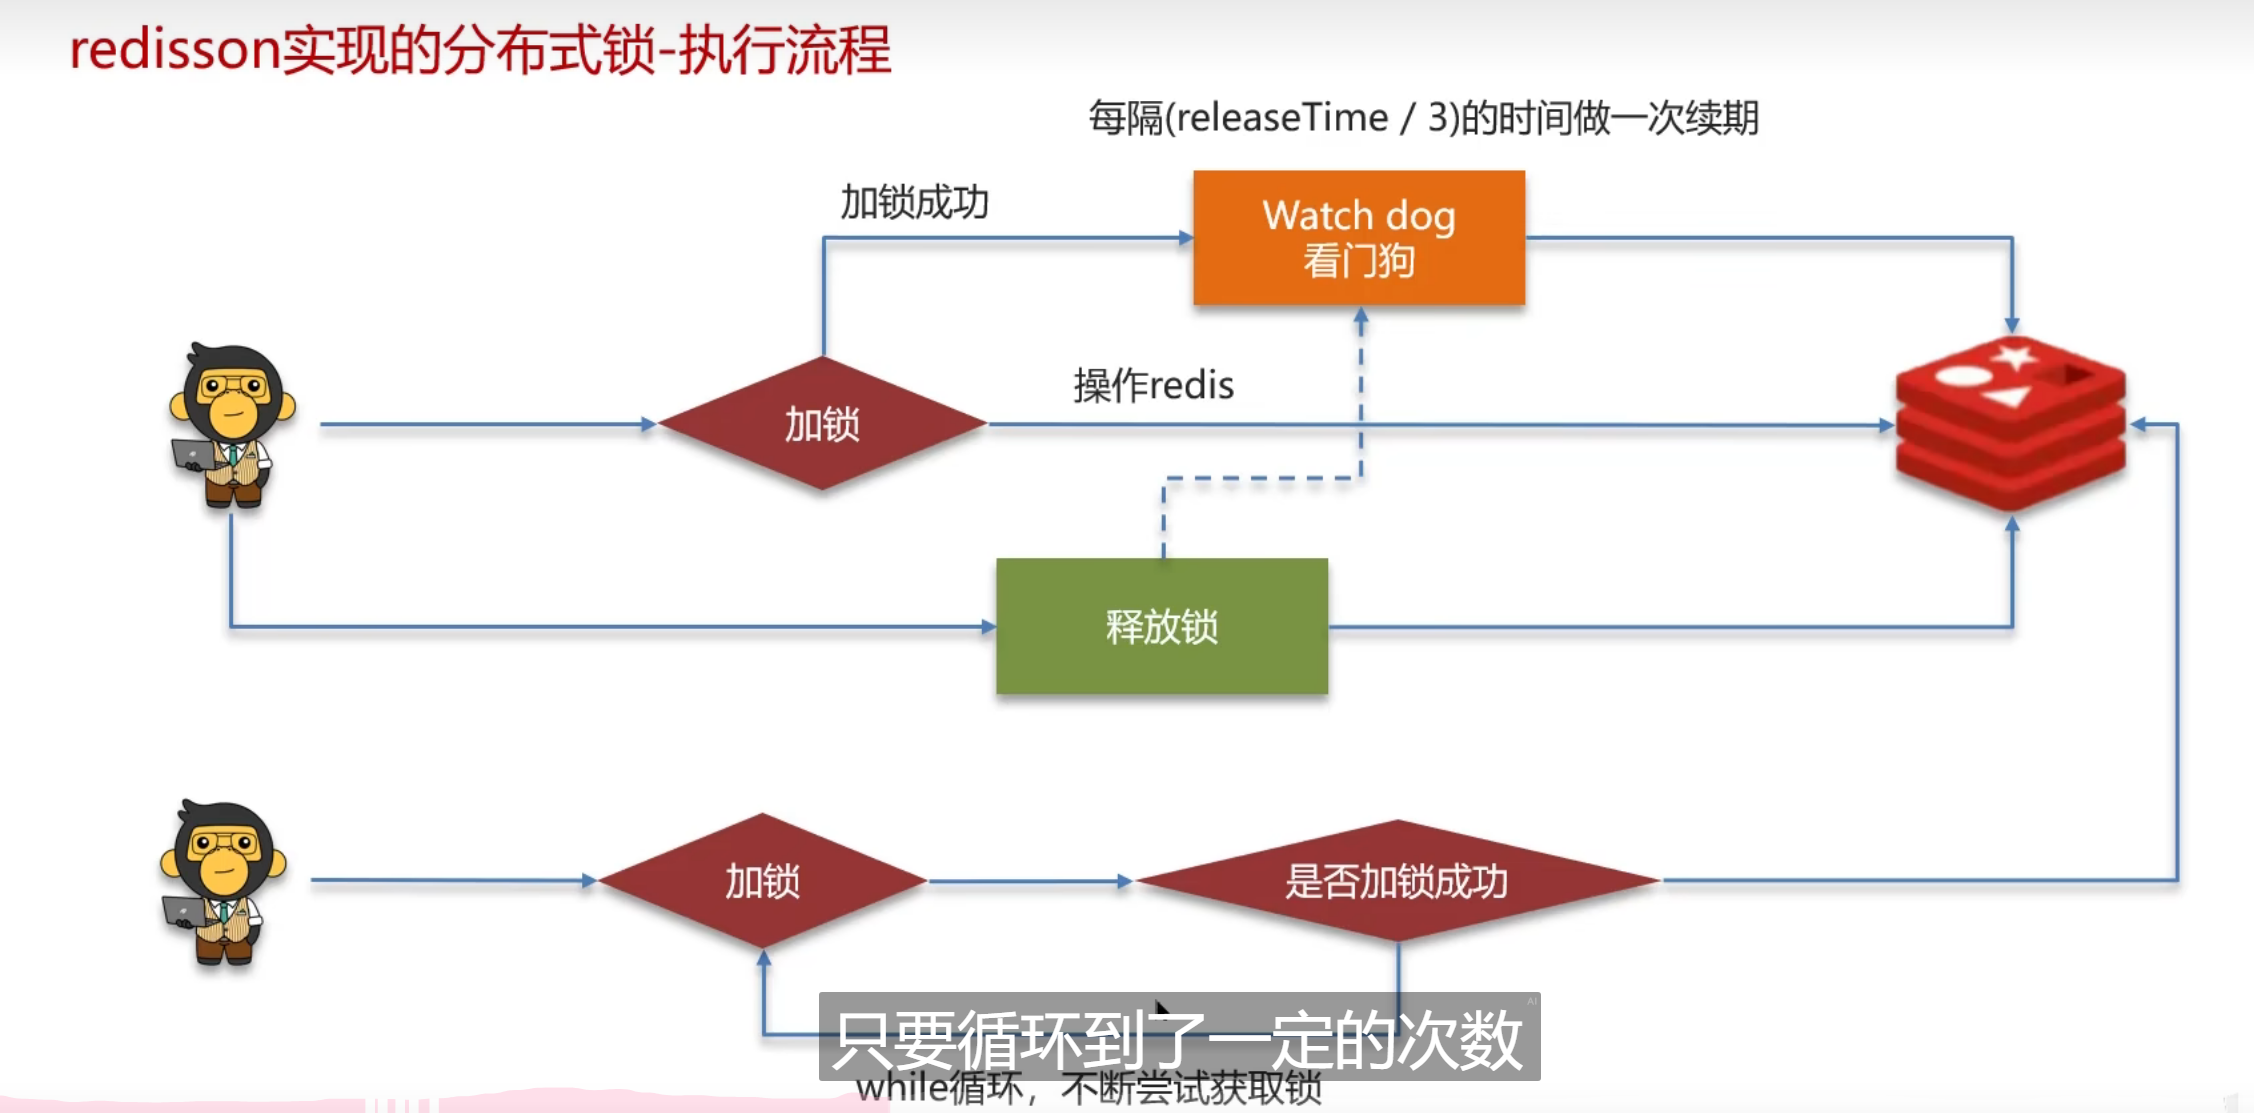 redisson实现的分布式锁-执行流程
每隔(releaseTime / 3)的时间做一次续期
加锁成功
Watch dog
看门狗
操作redis
加锁
释放锁
加锁
是否加锁成功
AI
只要循环到了一定的次数
while循环，不断尝试获取锁